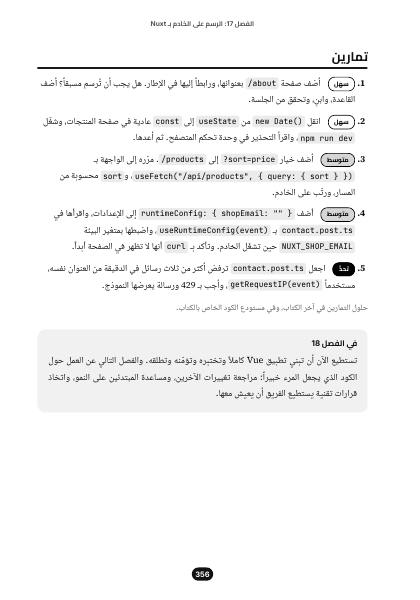 الفصل 17: الرسم على الخادم بـ Nuxt
تمارين
1. سهل أضف صفحة /about بعنوانها، ورابطاً إليها في الإطار. هل يجب أن تُرسم مسبقاً؟ أضف
القاعدة، وابنِ، وتحقق من الجلسة.
2. سهل انقل new Date() من useState إلى const عادية في صفحة المنتجات، وشغّل
npm run dev، واقرأ التحذير في وحدة تحكم المتصفح. ثم أعدها.
3. متوسط أضف خيار ?sort=price إلى /products. مرّره إلى الواجهة بـ
useFetch("/api/products", { query: { sort } })، و sort محسوبة من
المسار، ورتّب على الخادم.
4. متوسط أضف runtimeConfig: { shopEmail: "" } إلى الإعدادات، واقرأها في
contact.post.ts بـ useRuntimeConfig(event)، واضبطها بمتغير البيئة
NUXT_SHOP_EMAIL حين تشغّل الخادم. وتأكد بـ curl أنها لا تظهر في الصفحة أبداً.
5. تحدٍّ اجعل contact.post.ts ترفض أكثر من ثلاث رسائل في الدقيقة من العنوان نفسه،
مستخدماً getRequestIP(event)، وأجب بـ 429 ورسالة يعرضها النموذج.
حلول التمارين في آخر الكتاب، وفي مستودع الكود الخاص بالكتاب.
في الفصل 18
تستطيع الآن أن تبني تطبيق Vue كاملاً وتختبره وتؤمّنه وتطلقه. والفصل التالي عن العمل حول
الكود الذي يجعل المرء خبيراً: مراجعة تغييرات الآخرين، ومساعدة المبتدئين على النمو، واتخاذ
قرارات تقنية يستطيع الفريق أن يعيش معها.
356